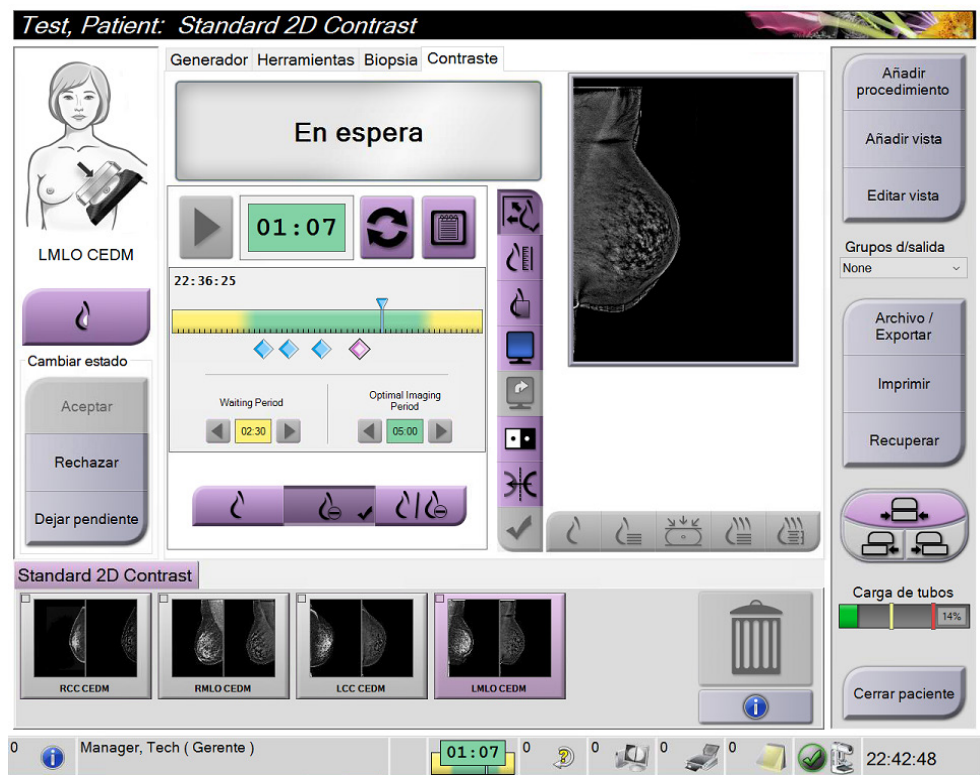 Test, Patient: Standard 2D Contrast
LMLO CEDM
Cambiar estado
Aceptar
Rechazar
Dejar pendiente
Generador Herramientas Biopsia Contraste
En espera
01:07
22:36:25
Waiting Period
02:30
Optimal Imaging
Period
05:00
Añadir
procedimiento
Añadir vista
Editar vista
Grupos d/salida
None
Archivo /
Exportar
Imprimir
Recuperar
Carga de tubos
14%
Cerrar paciente
Standard 2D Contrast
RCC CEDM
RMLO CEDM
LCC CEDM
LMLO CEDM
0 Manager, Tech ( Gerente ) 01:07 0 0 0 0 22:42:48